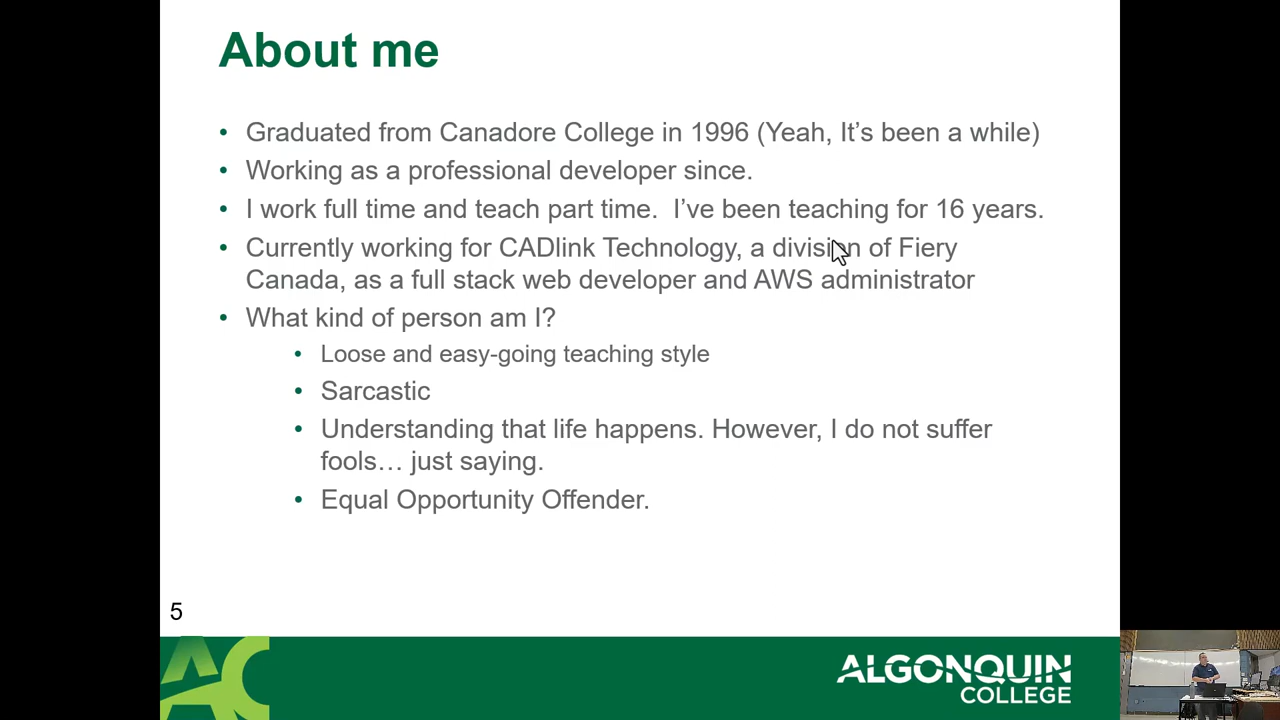 About me
• Graduated from Canadore College in 1996 (Yeah, It’s been a while)
• Working as a professional developer since.
• I work full time and teach part time.  I’ve been teaching for 16 years.
• Currently working for CADlink Technology, a division of Fiery
Canada, as a full stack web developer and AWS administrator
• What kind of person am I?
• Loose and easy-going teaching style
• Sarcastic
• Understanding that life happens. However, I do not suffer
fools… just saying.
• Equal Opportunity Offender.
5
AC
ALGONQUIN
COLLEGE